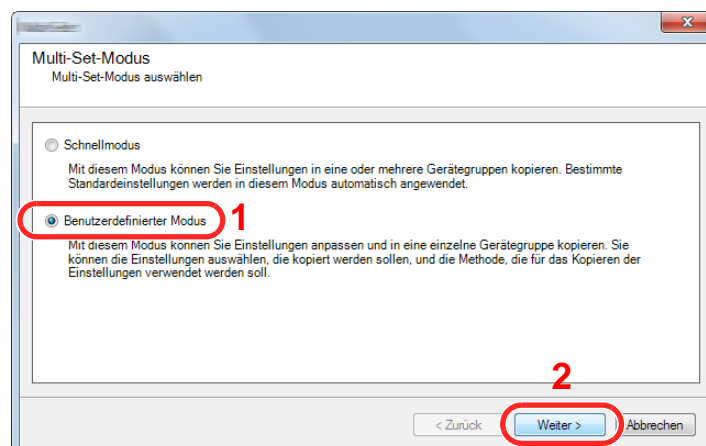 Multi-Set-Modus
Multi-Set-Modus auswählen
Schnellmodus
Mit diesem Modus können Sie Einstellungen in eine oder mehrere Gerätegruppen kopieren. Bestimmte
Standardeinstellungen werden in diesem Modus automatisch angewendet.
Benutzerdefinierter Modus 1
Mit diesem Modus können Sie Einstellungen anpassen und in eine einzelne Gerätegruppe kopieren. Sie
können die Einstellungen auswählen, die kopiert werden sollen, und die Methode, die für das Kopieren der
Einstellungen verwendet werden soll.
2
< Zurück Weiter > Abbrechen